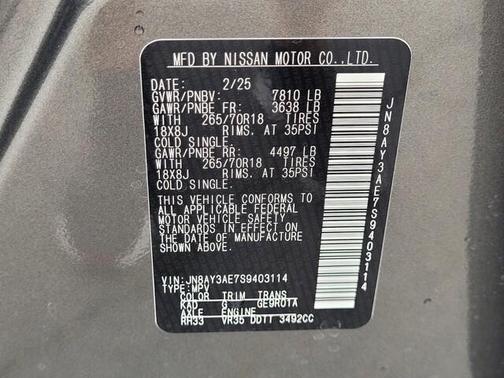 MFD BY NISSAN MOTOR CO.,LTD.
DATE: 2/25
GVWR/PNBV: 7810 LB
GAWR/PNBE FR: 3638 LB
WITH 265/70R18 TIRES
18X8J RIMS. AT 35PSI
COLD SINGLE.
GAWR/PNBE RR: 4497 LB
WITH 265/70R18 TIRES
18X8J RIMS. AT 35PSI
COLD SINGLE.
THIS VEHICLE CONFORMS TO
ALL APPLICABLE FEDERAL
MOTOR VEHICLE SAFETY
STANDARDS IN EFFECT ON
THE DATE OF MANUFACTURE
SHOWN ABOVE.
VIN: JN8AY3AE7S9403114
TYPE: MPV
COLOR TRIM TRANS
KAD G GE9R01A
AXLE ENGINE
RH33 VR35 DDTT 3492CC
JN8AY3AE7S9403114